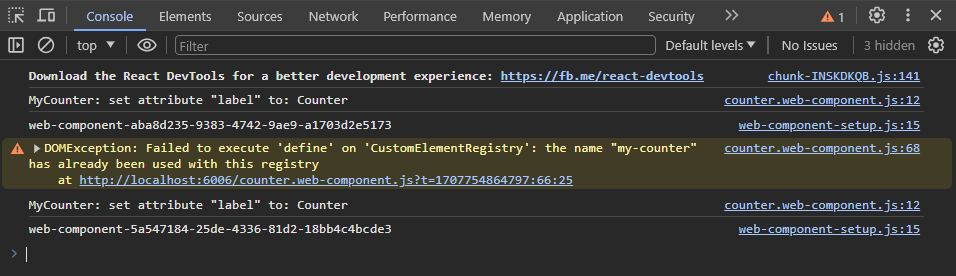 Console Elements Sources Network Performance Memory Application Security 1
top Filter Default levels No Issues 3 hidden
Download the React DevTools for a better development experience: https://fb.me/react-devtools chunk-INSKDKQB.js:141
MyCounter: set attribute "label" to: Counter counter.web-component.js:12
web-component-aba8d235-9383-4742-9ae9-a1703d2e5173 web-component-setup.js:15
DOMException: Failed to execute 'define' on 'CustomElementRegistry': the name "my-counter" counter.web-component.js:68
has already been used with this registry
at http://localhost:6006/counter.web-component.js?t=1707754864797:66:25
MyCounter: set attribute "label" to: Counter counter.web-component.js:12
web-component-5a547184-25de-4336-81d2-18bb4c4bcde3 web-component-setup.js:15